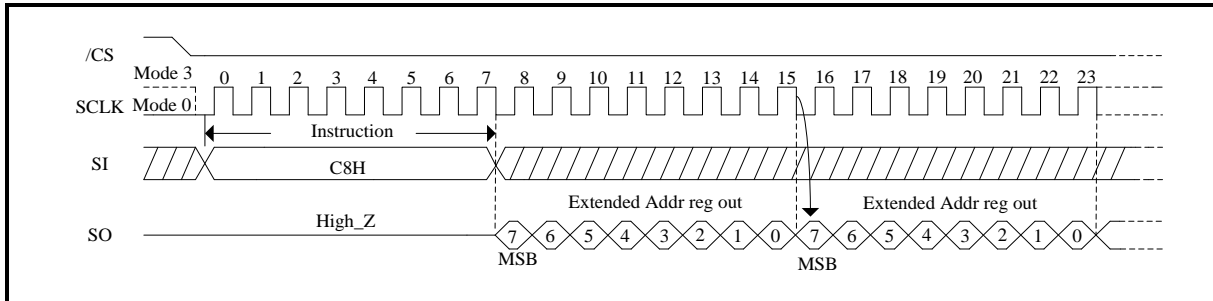 /CS
Mode 3
0 1 2 3 4 5 6 7 8 9 10 11 12 13 14 15 16 17 18 19 20 21 22 23
SCLK
Mode 0
Instruction
SI
C8H
Extended Addr reg out
Extended Addr reg out
High_Z
SO
7 6 5 4 3 2 1 0 7 6 5 4 3 2 1 0
MSB
MSB